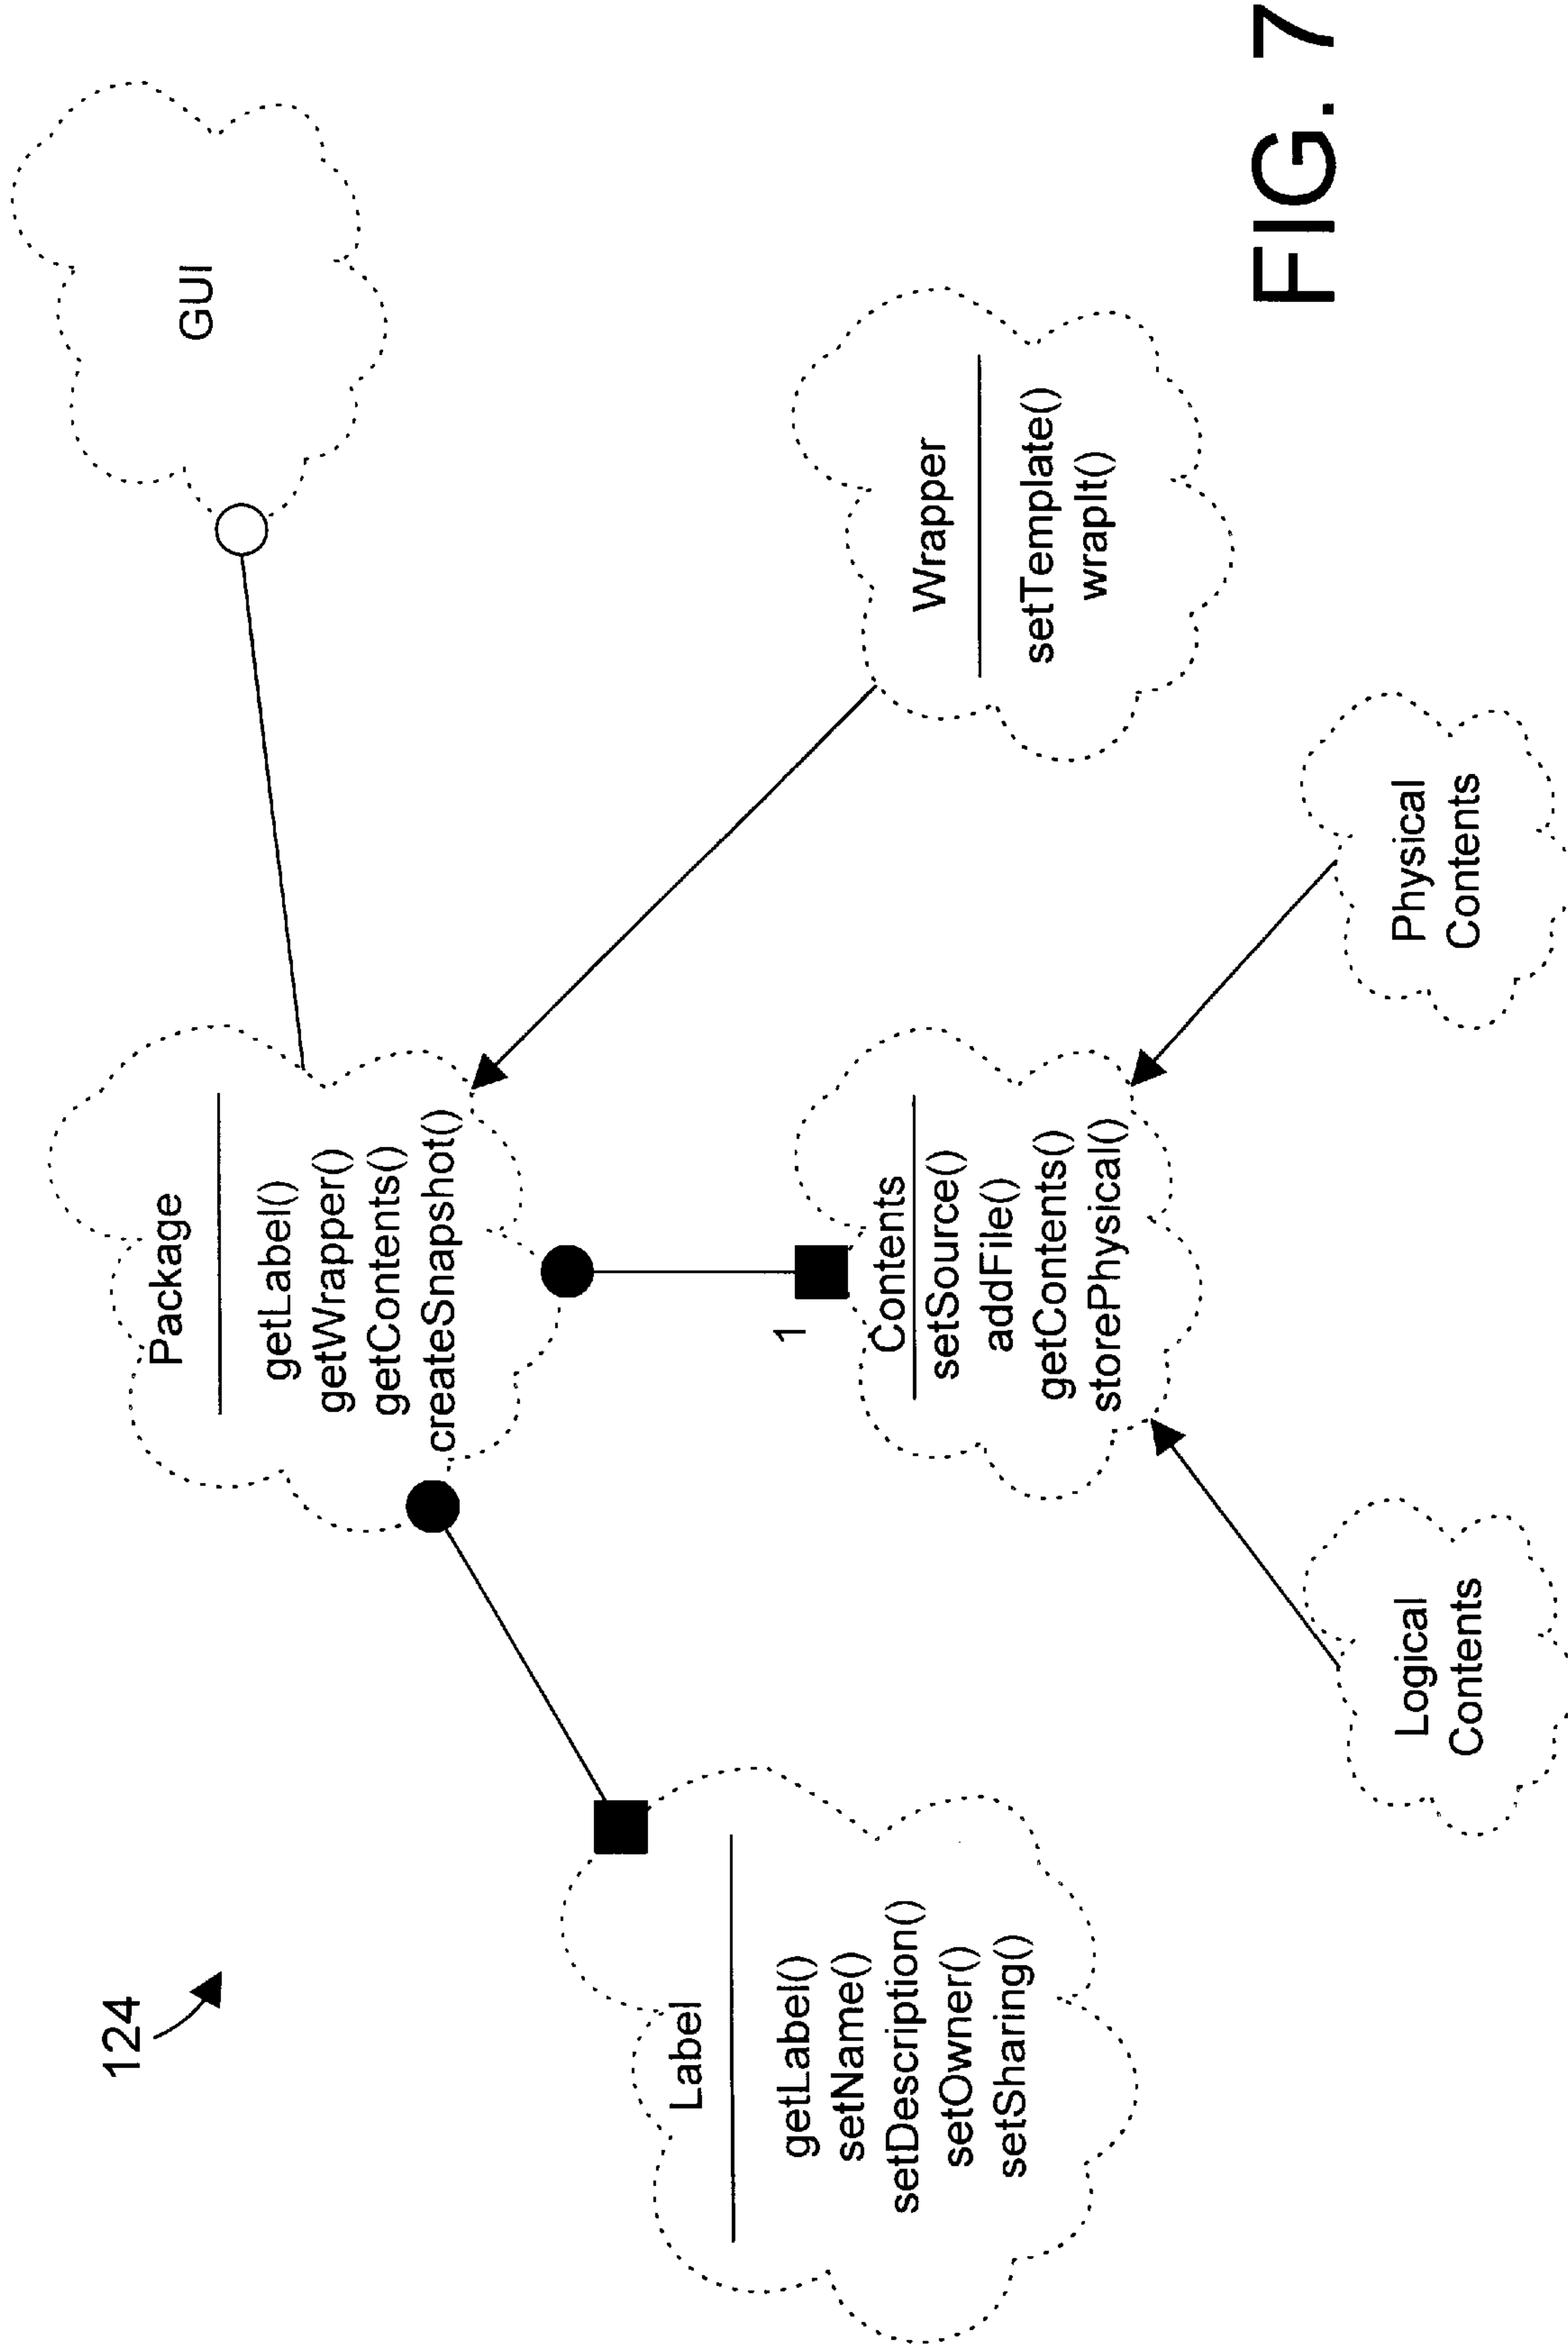 124
GUI
Package
getLabel()
getWrapper()
getContents()
createSnapshot()
Label
getLabel()
setName()
setDescription()
setOwner()
setSharing()
1
Contents
setSource()
addFile()
getContents()
storePhysical()
Wrapper
setTemplate()
wrapIt()
Logical
Contents
Physical
Contents
FIG. 7